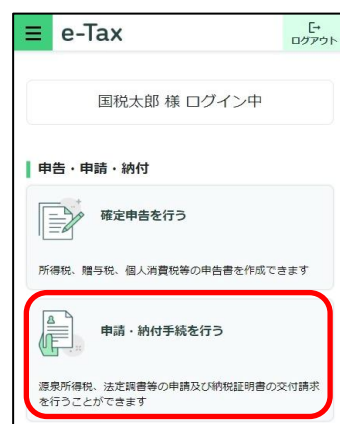 e-Tax
ログアウト
国税太郎 様 ログイン中
申告・申請・納付
確定申告を行う
所得税、贈与税、個人消費税等の申告書を作成できます
申請・納付手続を行う
源泉所得税、法定調書等の申請及び納税証明書の交付請求
を行うことができます